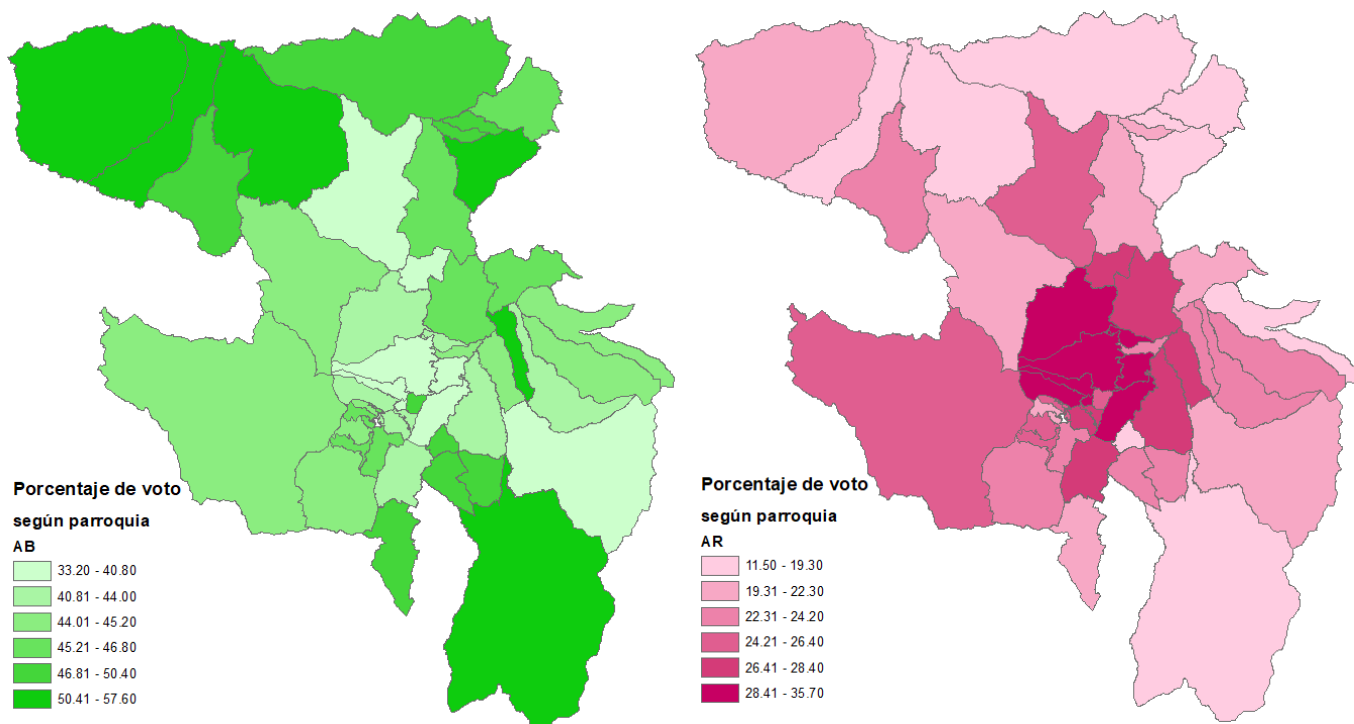 Porcentaje de voto
según parroquia
AB
33.20 - 40.80
40.81 - 44.00
44.01 - 45.20
45.21 - 46.80
46.81 - 50.40
50.41 - 57.60
Porcentaje de voto
según parroquia
AR
11.50 - 19.30
19.31 - 22.30
22.31 - 24.20
24.21 - 26.40
26.41 - 28.40
28.41 - 35.70